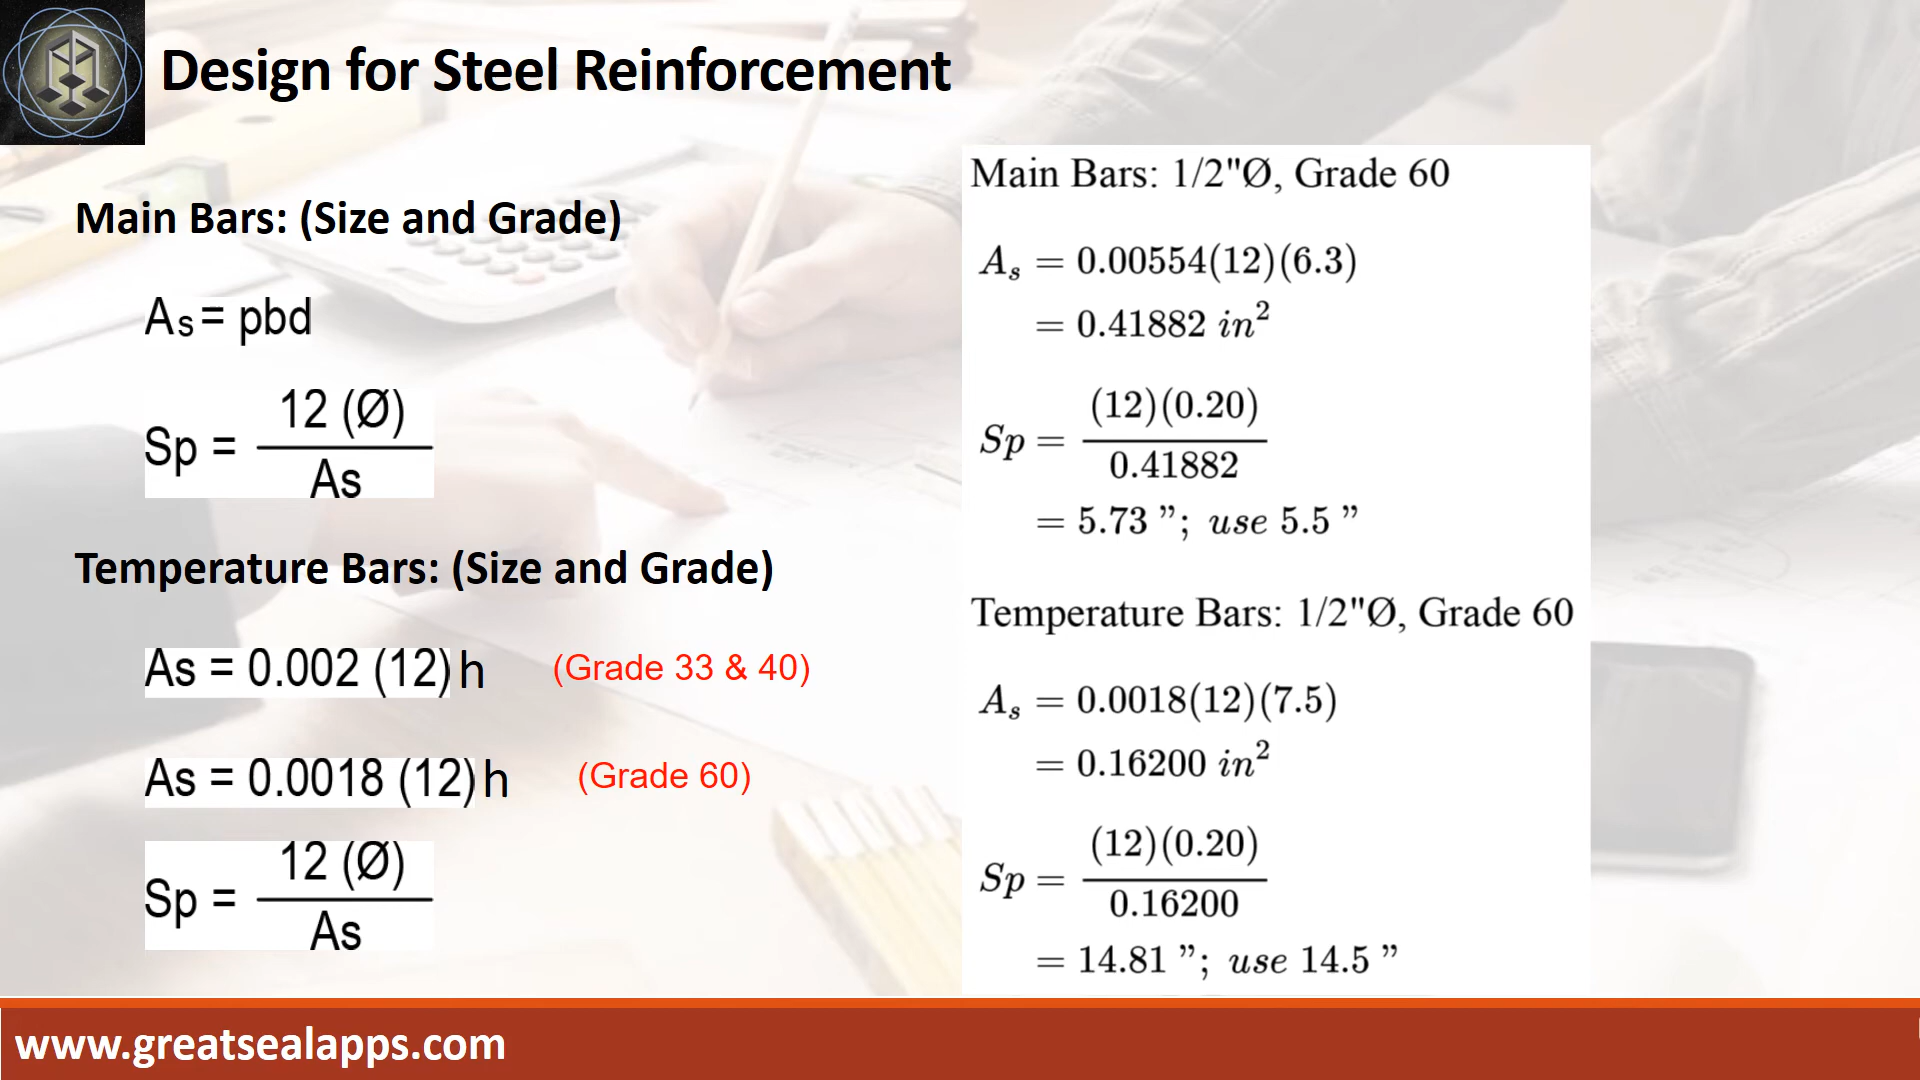 Design for Steel Reinforcement
Main Bars: (Size and Grade)
As = pbd
Sp = 12 (Ø) / As
Temperature Bars: (Size and Grade)
As = 0.002 (12) h (Grade 33 & 40)
As = 0.0018 (12) h (Grade 60)
Sp = 12 (Ø) / As
Main Bars: 1/2"Ø, Grade 60
As = 0.00554(12)(6.3)
= 0.41882 in²
Sp = (12)(0.20) / 0.41882
= 5.73 ”; use 5.5 ”
Temperature Bars: 1/2"Ø, Grade 60
As = 0.0018(12)(7.5)
= 0.16200 in²
Sp = (12)(0.20) / 0.16200
= 14.81 ”; use 14.5 ”
www.greatsealapps.com